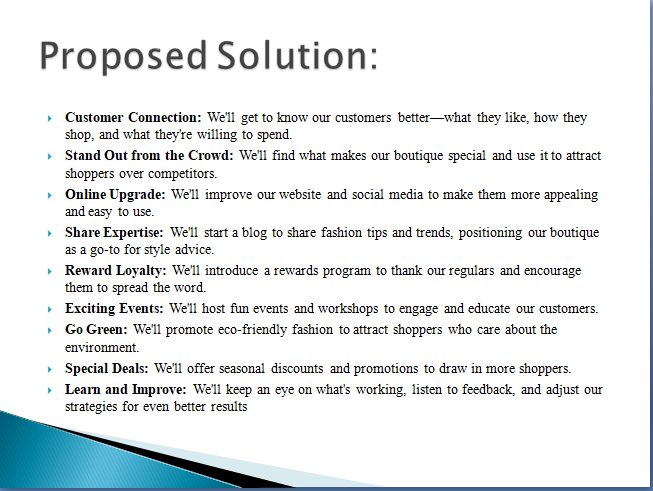 Proposed Solution:
Customer Connection: We'll get to know our customers better—what they like, how they
shop, and what they're willing to spend.
Stand Out from the Crowd: We'll find what makes our boutique special and use it to attract
shoppers over competitors.
Online Upgrade: We'll improve our website and social media to make them more appealing
and easy to use.
Share Expertise: We'll start a blog to share fashion tips and trends, positioning our boutique
as a go-to for style advice.
Reward Loyalty: We'll introduce a rewards program to thank our regulars and encourage
them to spread the word.
Exciting Events: We'll host fun events and workshops to engage and educate our customers.
Go Green: We'll promote eco-friendly fashion to attract shoppers who care about the
environment.
Special Deals: We'll offer seasonal discounts and promotions to draw in more shoppers.
Learn and Improve: We'll keep an eye on what's working, listen to feedback, and adjust our
strategies for even better results